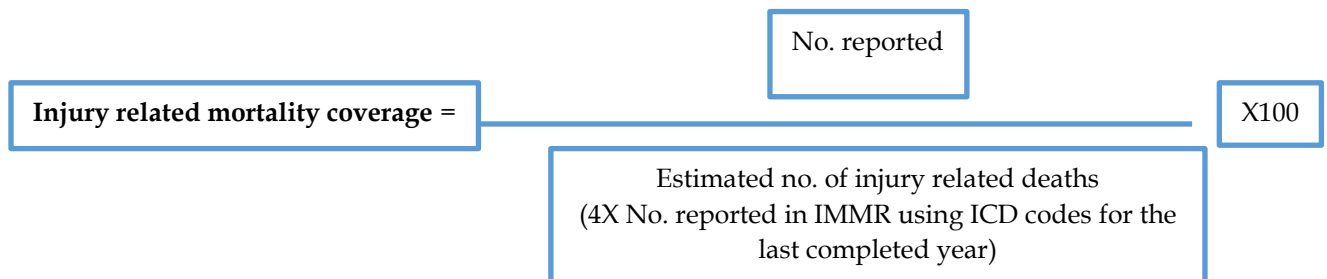 No. reported
Injury related mortality coverage =
X100
Estimated no. of injury related deaths
(4X No. reported in IMMR using ICD codes for the
last completed year)